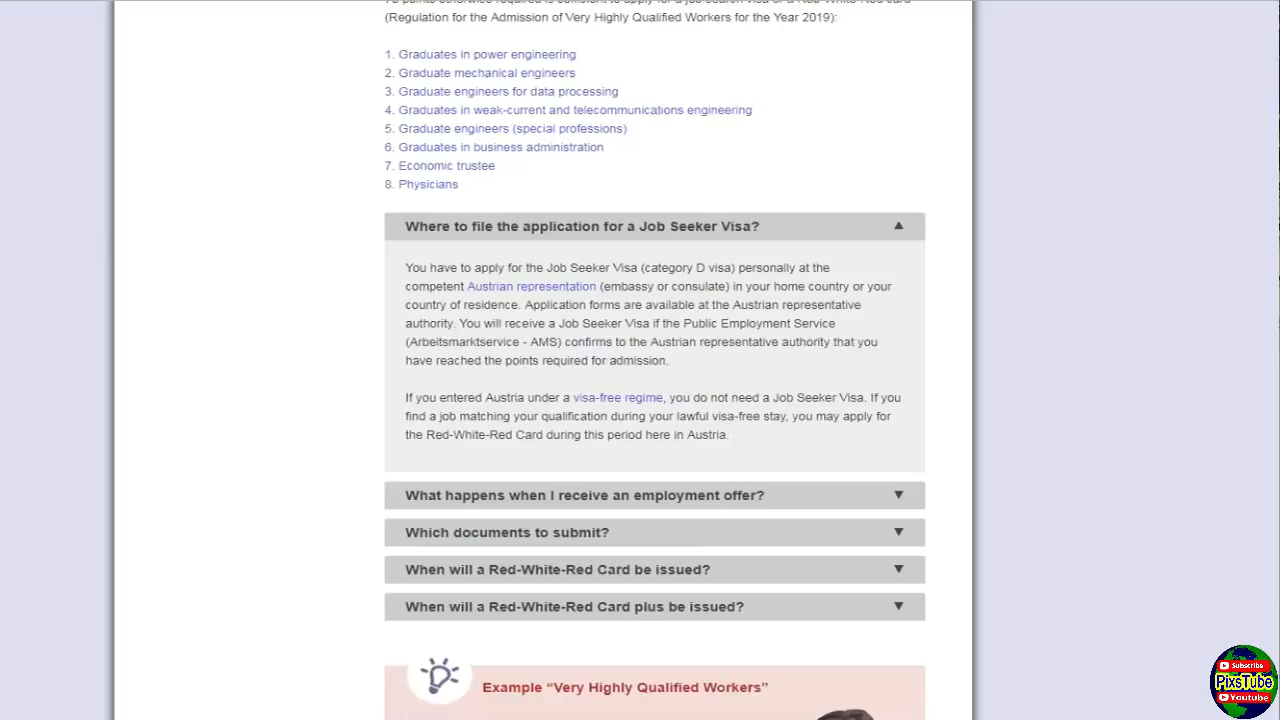 (Regulation for the Admission of Very Highly Qualified Workers for the Year 2019):
1. Graduates in power engineering
2. Graduate mechanical engineers
3. Graduate engineers for data processing
4. Graduates in weak-current and telecommunications engineering
5. Graduate engineers (special professions)
6. Graduates in business administration
7. Economic trustee
8. Physicians
Where to file the application for a Job Seeker Visa? ▲
You have to apply for the Job Seeker Visa (category D visa) personally at the
competent Austrian representation (embassy or consulate) in your home country or your
country of residence. Application forms are available at the Austrian representative
authority. You will receive a Job Seeker Visa if the Public Employment Service
(Arbeitsmarktservice - AMS) confirms to the Austrian representative authority that you
have reached the points required for admission.
If you entered Austria under a visa-free regime, you do not need a Job Seeker Visa. If you
find a job matching your qualification during your lawful visa-free stay, you may apply for
the Red-White-Red Card during this period here in Austria.
What happens when I receive an employment offer? ▼
Which documents to submit? ▼
When will a Red-White-Red Card be issued? ▼
When will a Red-White-Red Card plus be issued? ▼
Example “Very Highly Qualified Workers”
Subscribe
PixsTube
Youtube